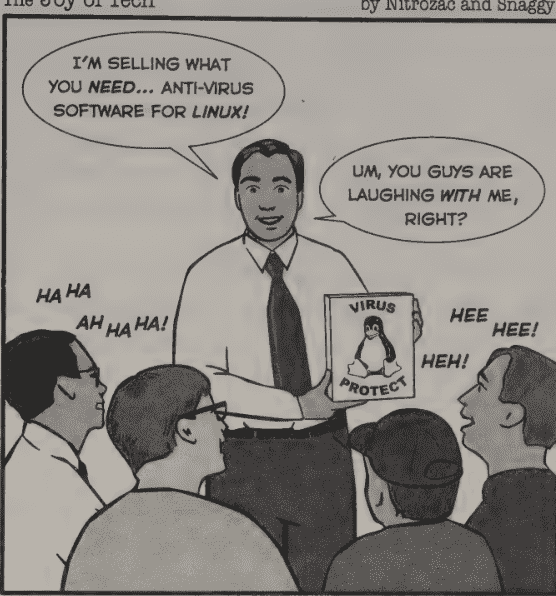 The Joy of Tech
by Nitrozac and Snaggy
I'M SELLING WHAT
YOU NEED... ANTI-VIRUS
SOFTWARE FOR LINUX!
UM, YOU GUYS ARE
LAUGHING WITH ME,
RIGHT?
HA HA
AH HA HA!
VIRUS
PROTECT
HEE
HEE!
HEH!